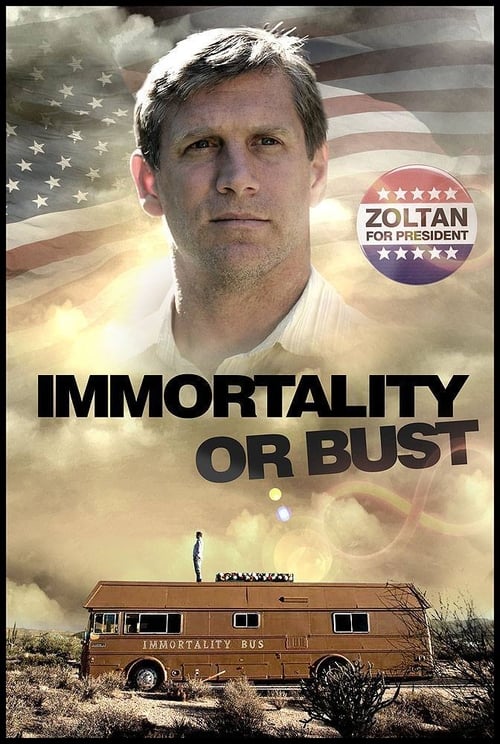 ZOLTAN
FOR PRESIDENT
IMMORTALITY
OR BUST
IMMORTALITY BUS